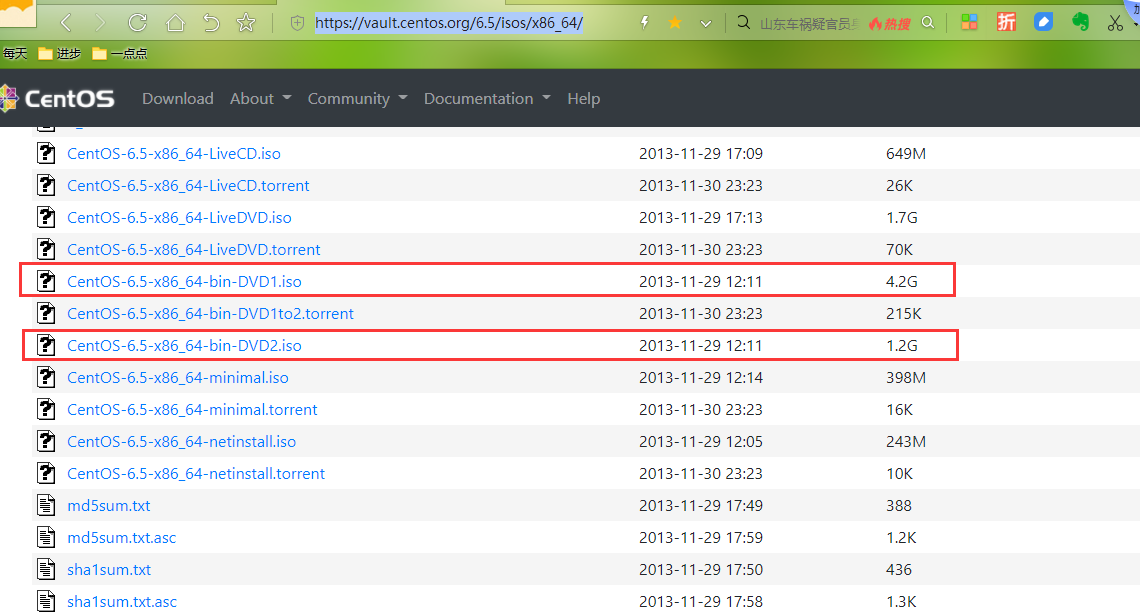 https://vault.centos.org/6.5/isos/x86_64/ 山东车祸疑官员 热搜 折
每天 进步 一点点
CentOS Download About Community Documentation Help
CentOS-6.5-x86_64-LiveCD.iso 2013-11-29 17:09 649M
CentOS-6.5-x86_64-LiveCD.torrent 2013-11-30 23:23 26K
CentOS-6.5-x86_64-LiveDVD.iso 2013-11-29 17:13 1.7G
CentOS-6.5-x86_64-LiveDVD.torrent 2013-11-30 23:23 70K
CentOS-6.5-x86_64-bin-DVD1.iso 2013-11-29 12:11 4.2G
CentOS-6.5-x86_64-bin-DVD1to2.torrent 2013-11-30 23:23 215K
CentOS-6.5-x86_64-bin-DVD2.iso 2013-11-29 12:11 1.2G
CentOS-6.5-x86_64-minimal.iso 2013-11-29 12:14 398M
CentOS-6.5-x86_64-minimal.torrent 2013-11-30 23:23 16K
CentOS-6.5-x86_64-netinstall.iso 2013-11-29 12:05 243M
CentOS-6.5-x86_64-netinstall.torrent 2013-11-30 23:23 10K
md5sum.txt 2013-11-29 17:49 388
md5sum.txt.asc 2013-11-29 17:59 1.2K
sha1sum.txt 2013-11-29 17:50 436
sha1sum.txt.asc 2013-11-29 17:58 1.3K